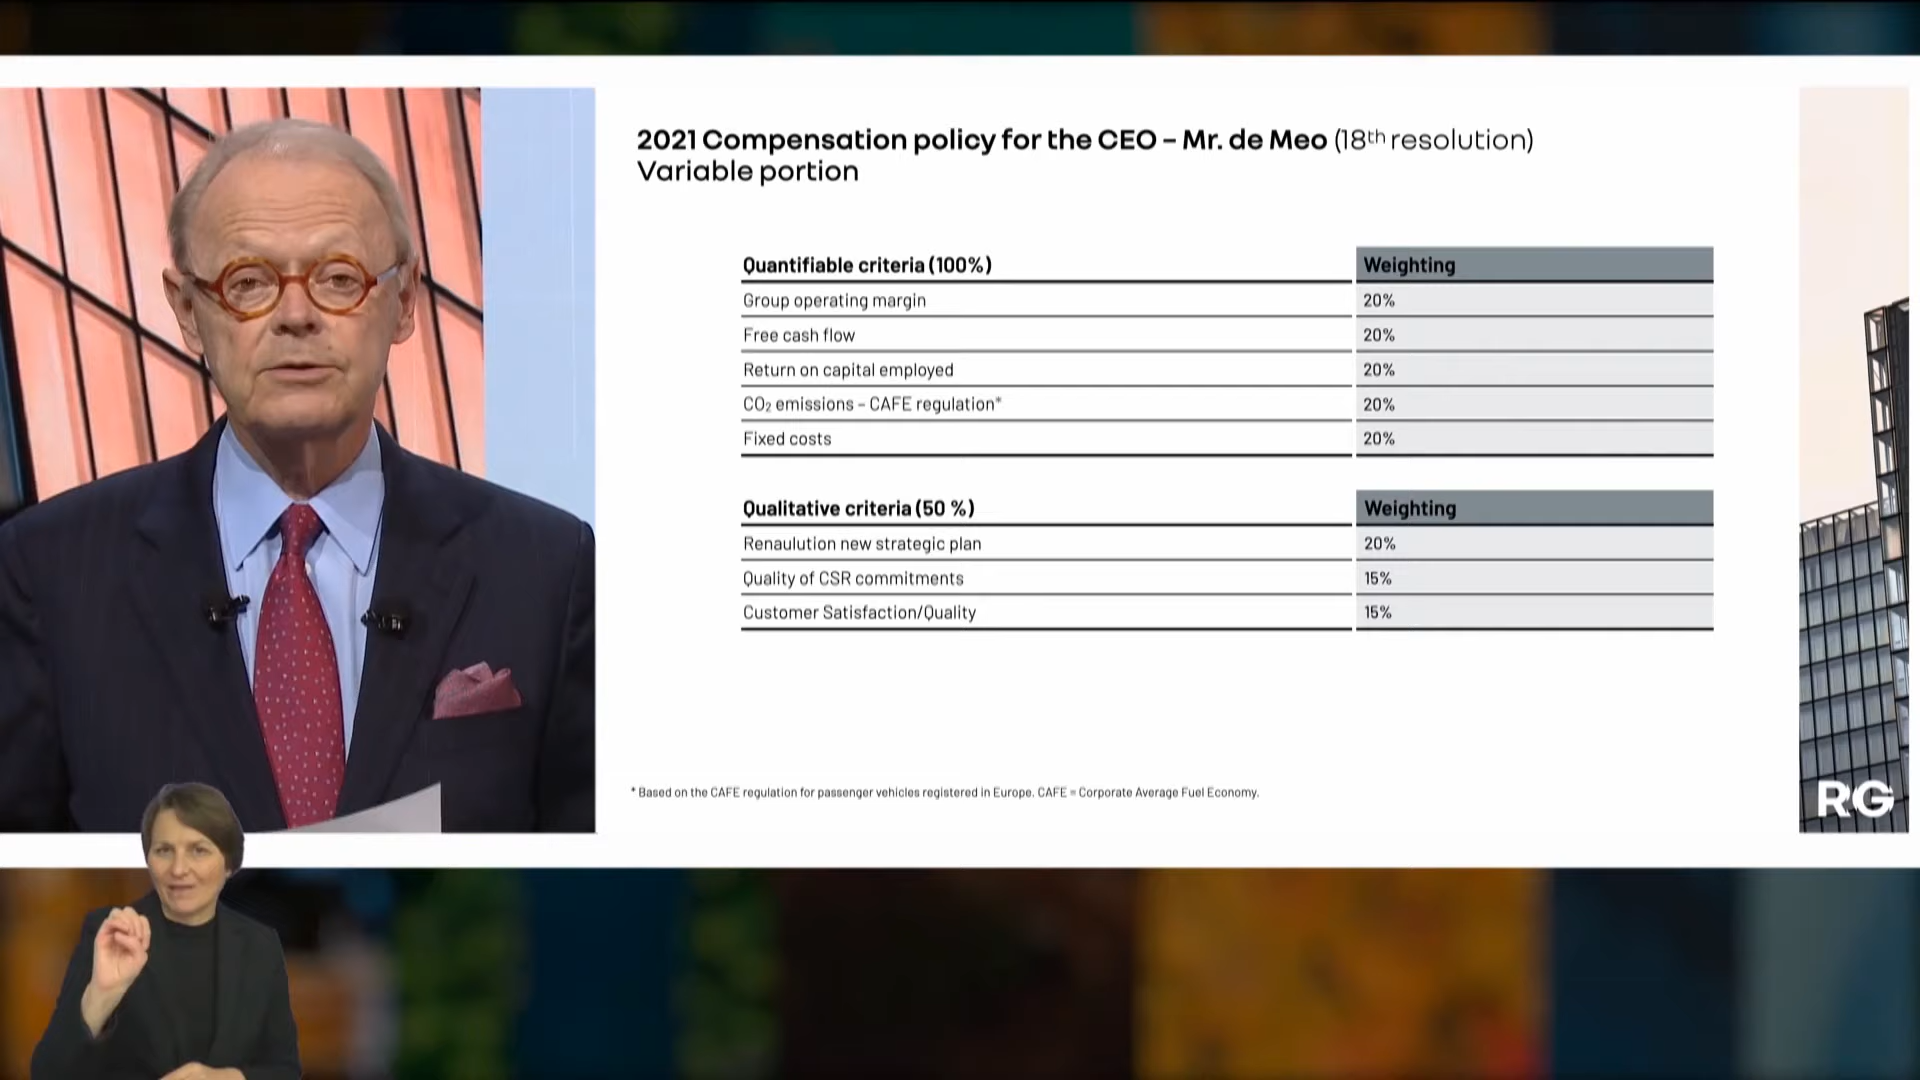 2021 Compensation policy for the CEO – Mr. de Meo (18th resolution)
Variable portion
Quantifiable criteria (100%) Weighting
Group operating margin 20%
Free cash flow 20%
Return on capital employed 20%
CO₂ emissions – CAFE regulation* 20%
Fixed costs 20%
Qualitative criteria (50 %) Weighting
Renaulution new strategic plan 20%
Quality of CSR commitments 15%
Customer Satisfaction/Quality 15%
* Based on the CAFE regulation for passenger vehicles registered in Europe. CAFE = Corporate Average Fuel Economy.
RG